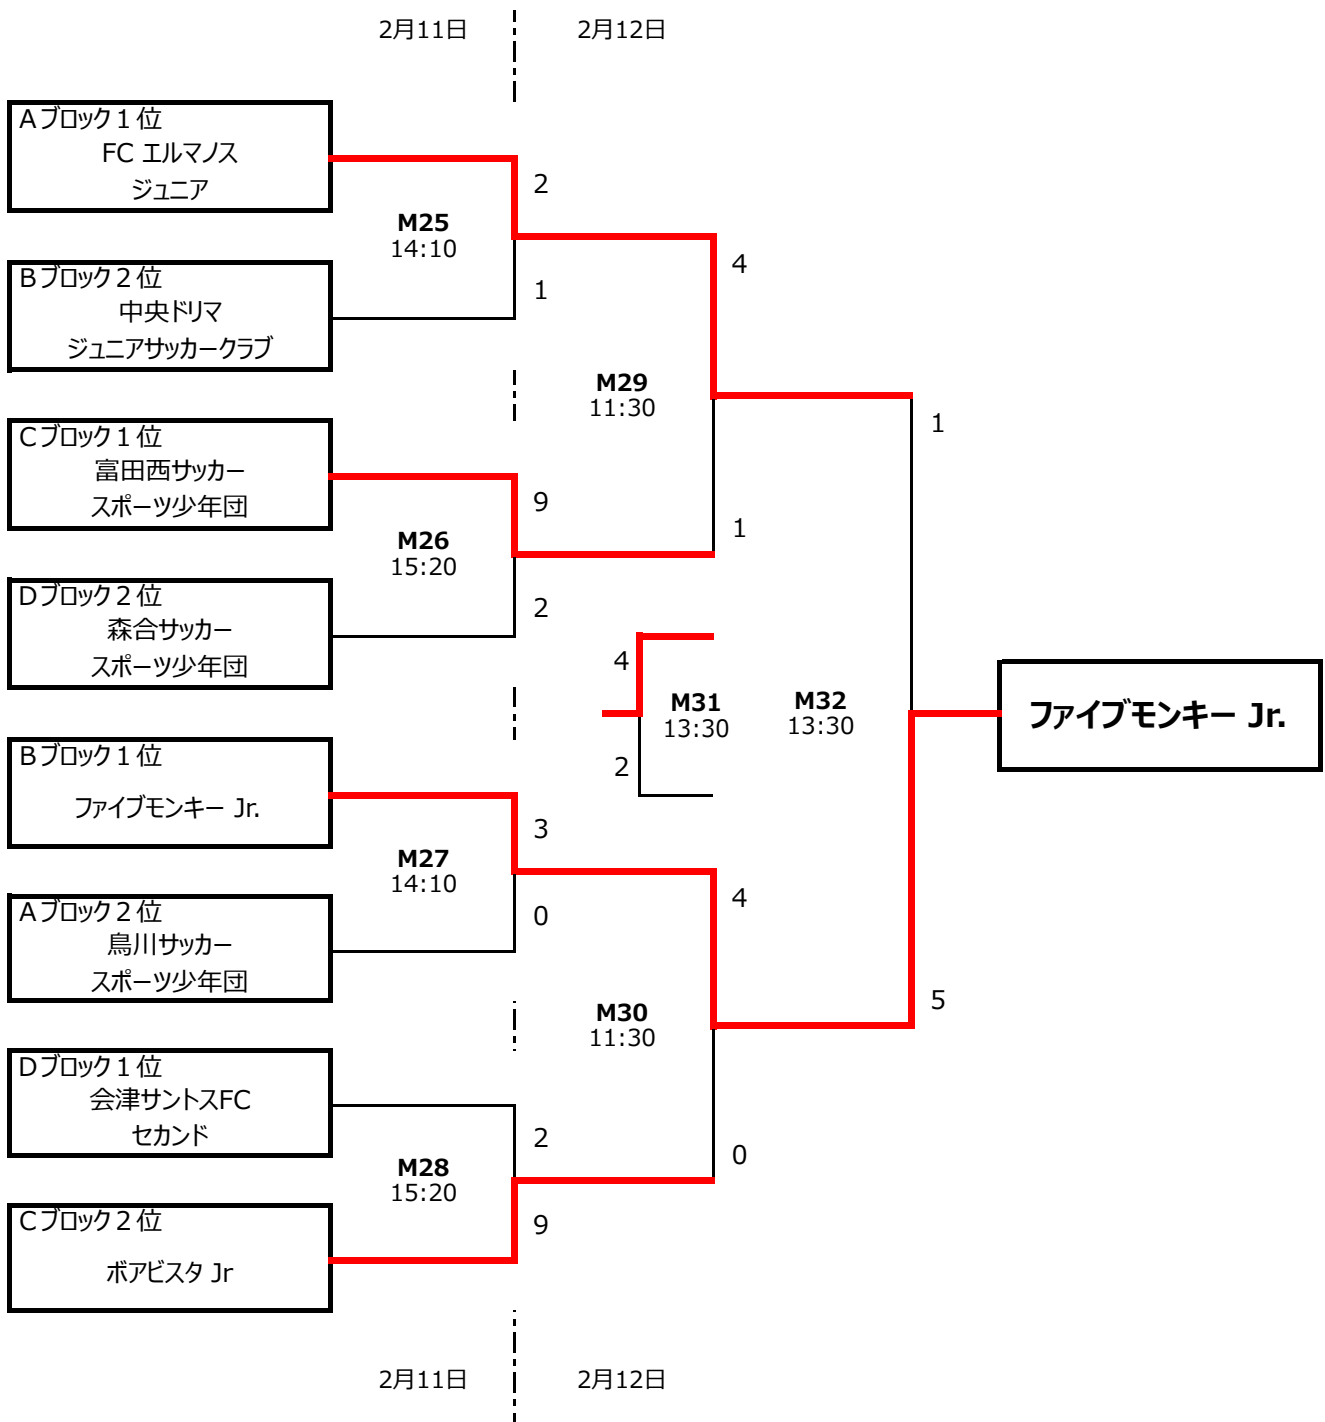 2月11日
2月12日
Aブロック1位
FC エルマノス
ジュニア
2
M25
14:10
4
Bブロック2位
中央ドリマ
ジュニアサッカークラブ
1
M29
11:30
1
Cブロック1位
富田西サッカー
スポーツ少年団
9
M26
15:20
1
Dブロック2位
森合サッカー
スポーツ少年団
2
4
M31
13:30
2
M32
13:30
ファイブモンキー Jr.
Bブロック1位
ファイブモンキー Jr.
3
M27
14:10
4
Aブロック2位
鳥川サッカー
スポーツ少年団
0
M30
11:30
5
Dブロック1位
会津サントスFC
セカンド
2
M28
15:20
0
Cブロック2位
ボアビスタ Jr
9
2月11日
2月12日